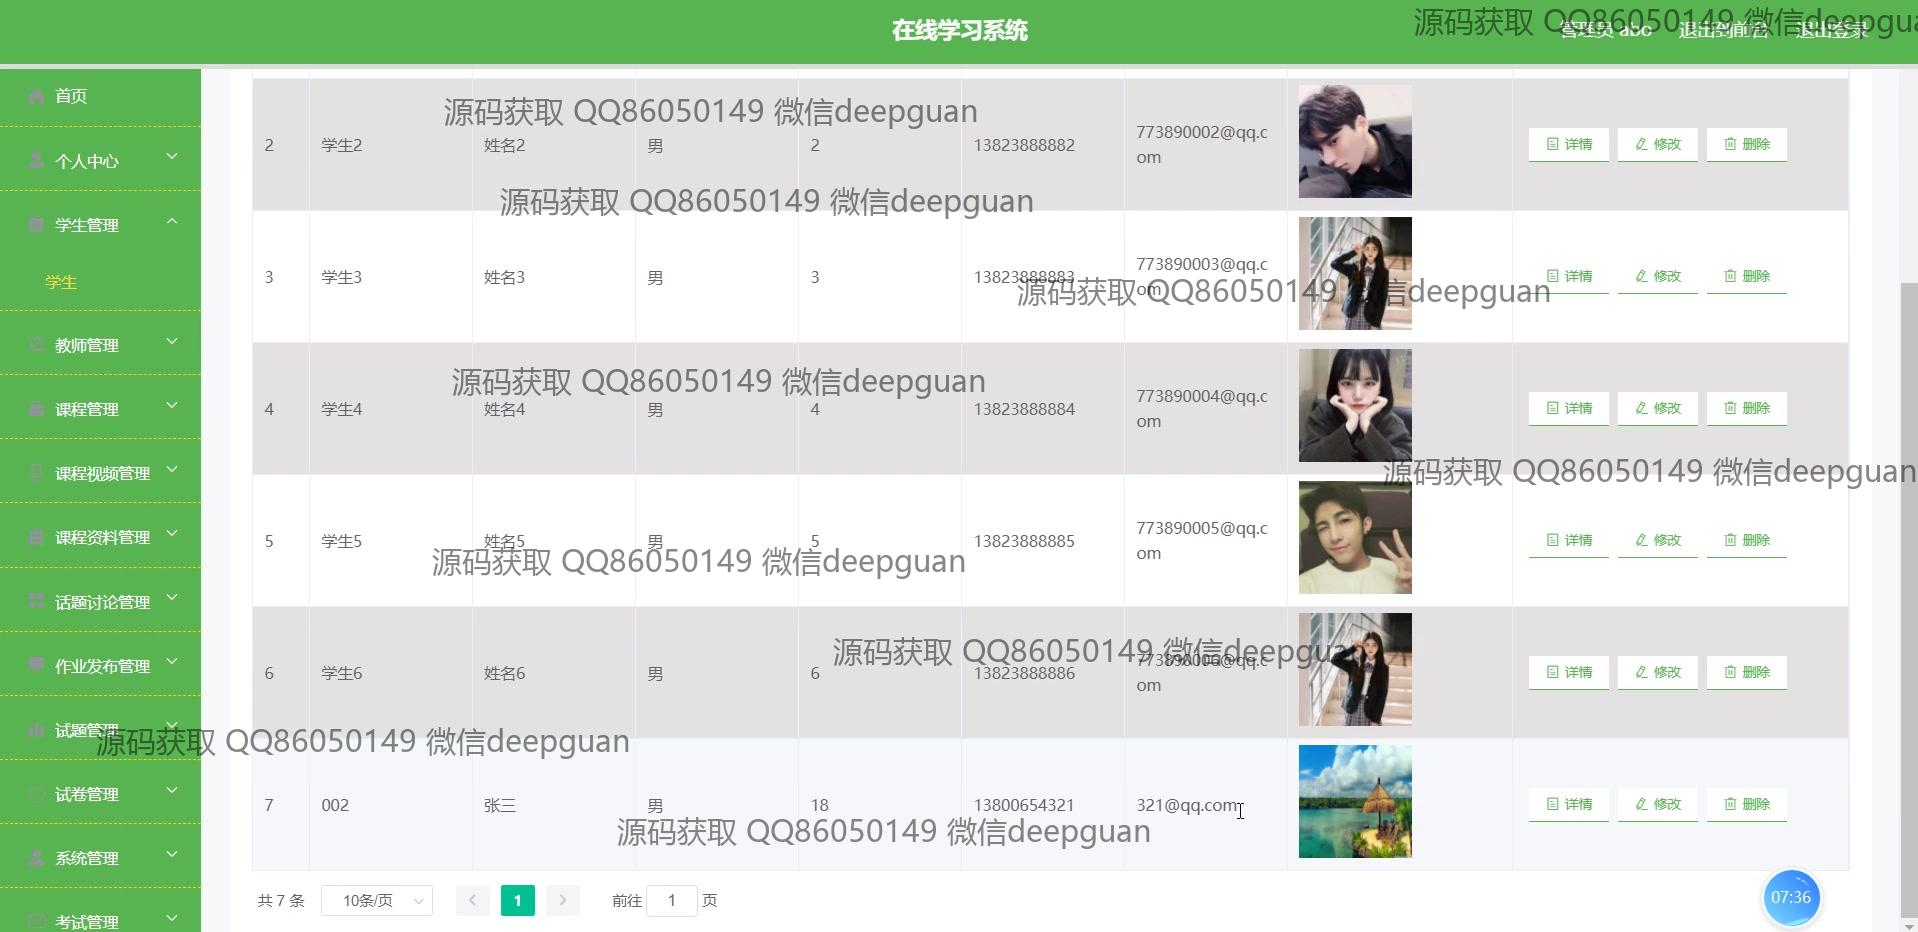 在线学习系统
管理员 abo 退出到前台 退出登录
源码获取 QQ86050149 微信deepgua
首页
个人中心
学生管理
学生
教师管理
课程管理
课程视频管理
课程资料管理
话题讨论管理
作业发布管理
试题管理
试卷管理
系统管理
考试管理
源码获取 QQ86050149 微信deepguan
2 学生2 姓名2 男 2 13823888882 773890002@qq.c
om
详情 修改 删除
源码获取 QQ86050149 微信deepguan
3 学生3 姓名3 男 3 13823888883 773890003@qq.c
om
详情 修改 删除
源码获取 QQ86050149 微信deepguan
源码获取 QQ86050149 微信deepguan
4 学生4 姓名4 男 4 13823888884 773890004@qq.c
om
详情 修改 删除
源码获取 QQ86050149 微信deepguan
5 学生5 姓名5 男 5 13823888885 773890005@qq.c
om
详情 修改 删除
源码获取 QQ86050149 微信deepguan
源码获取 QQ86050149 微信deepguan
6 学生6 姓名6 男 6 13823888886 773890006@qq.c
om
详情 修改 删除
源码获取 QQ86050149 微信deepguan
7 002 张三 男 18 13800654321 321@qq.com
详情 修改 删除
源码获取 QQ86050149 微信deepguan
共 7 条 10条/页 1 前往 1 页
07:36